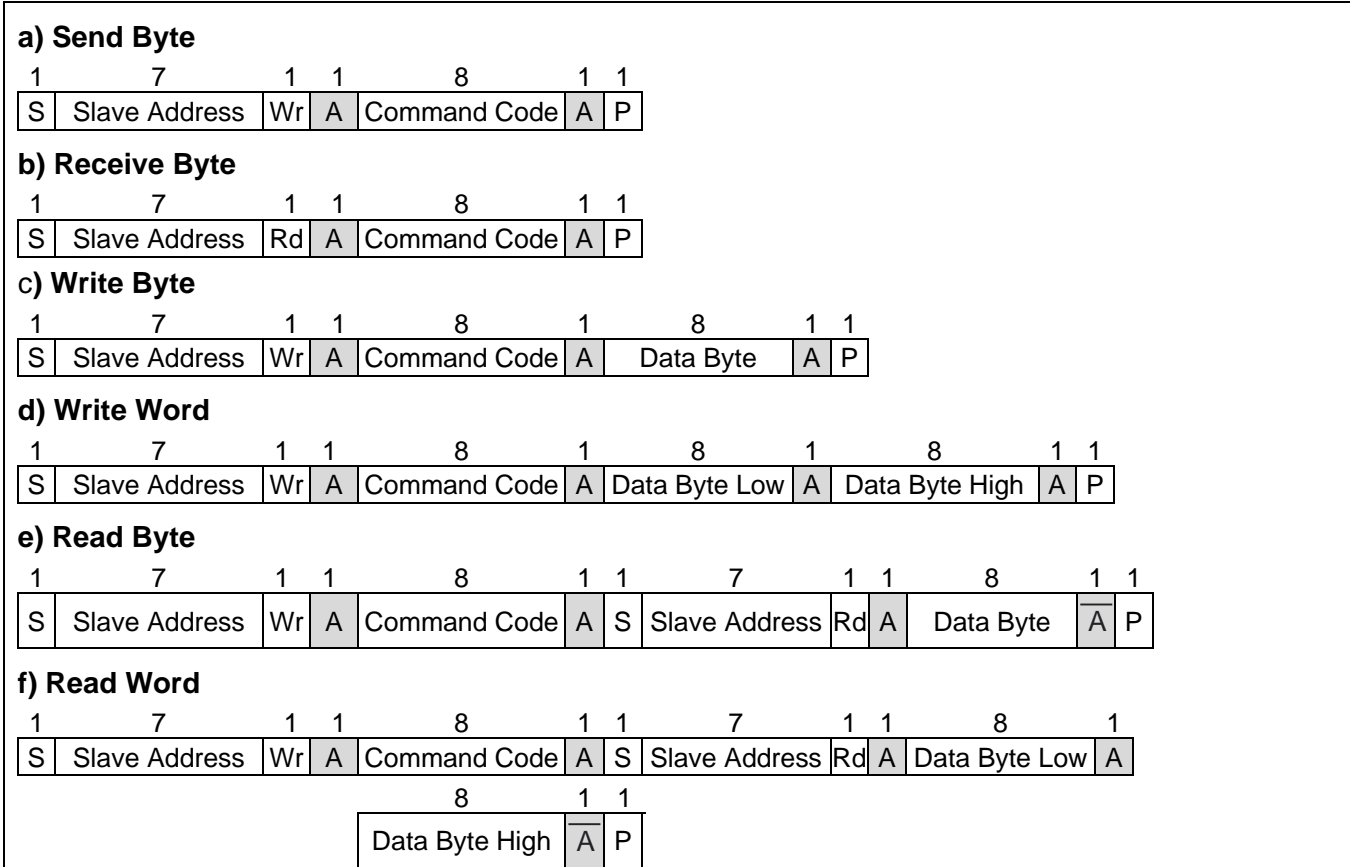 a) Send Byte
1 7 1 1 8 1 1
S Slave Address Wr A Command Code A P
b) Receive Byte
1 7 1 1 8 1 1
S Slave Address Rd A Command Code A P
c) Write Byte
1 7 1 1 8 1 8 1 1
S Slave Address Wr A Command Code A Data Byte A P
d) Write Word
1 7 1 1 8 1 8 1 8 1 1
S Slave Address Wr A Command Code A Data Byte Low A Data Byte High A P
e) Read Byte
1 7 1 1 8 1 1 7 1 1 8 1 1
S Slave Address Wr A Command Code A S Slave Address Rd A Data Byte A̅ P
f) Read Word
1 7 1 1 8 1 1 7 1 1 8 1
S Slave Address Wr A Command Code A S Slave Address Rd A Data Byte Low A
8 1 1
Data Byte High A̅ P